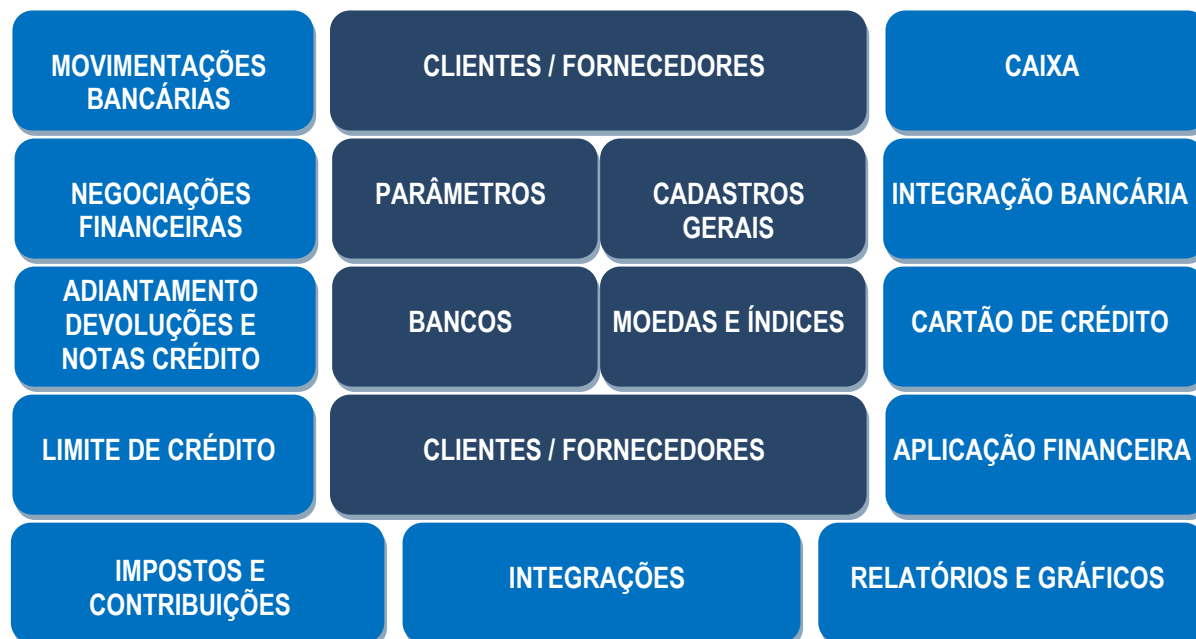 MOVIMENTAÇÕES
BANCÁRIAS
CLIENTES / FORNECEDORES
CAIXA
NEGOCIAÇÕES
FINANCEIRAS
PARÂMETROS
CADASTROS
GERAIS
INTEGRAÇÃO BANCÁRIA
ADIANTAMENTO
DEVOLUÇÕES E
NOTAS CRÉDITO
BANCOS
MOEDAS E ÍNDICES
CARTÃO DE CRÉDITO
LIMITE DE CRÉDITO
CLIENTES / FORNECEDORES
APLICAÇÃO FINANCEIRA
IMPOSTOS E
CONTRIBUIÇÕES
INTEGRAÇÕES
RELATÓRIOS E GRÁFICOS